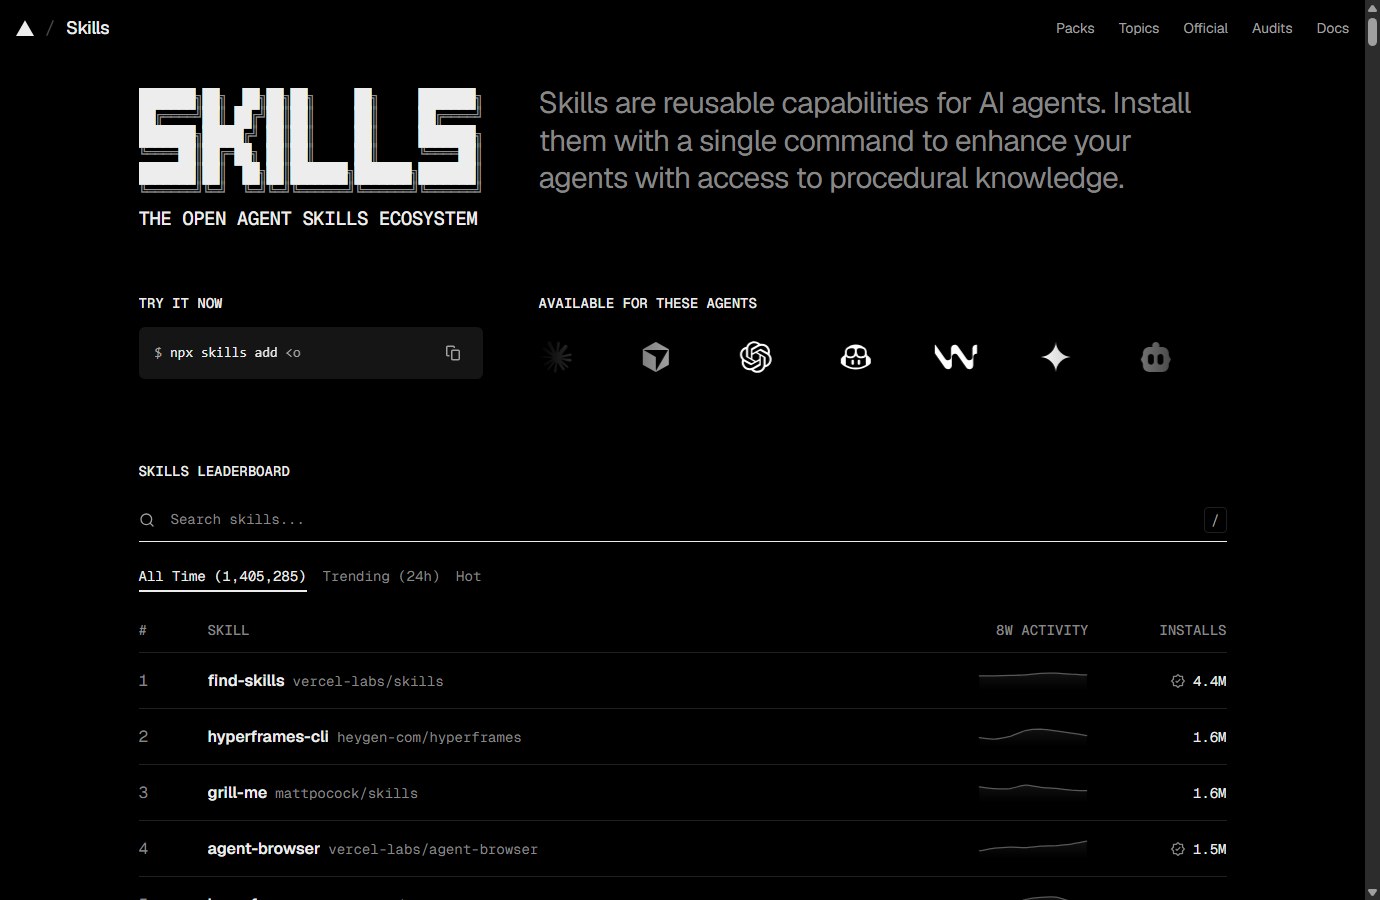 / Skills
Packs Topics Official Audits Docs
SKILLS
THE OPEN AGENT SKILLS ECOSYSTEM
Skills are reusable capabilities for AI agents. Install
them with a single command to enhance your
agents with access to procedural knowledge.
TRY IT NOW
$ npx skills add <o
AVAILABLE FOR THESE AGENTS
SKILLS LEADERBOARD
Search skills... /
All Time (1,405,285) Trending (24h) Hot
# SKILL 8W ACTIVITY INSTALLS
1 find-skills vercel-labs/skills 4.4M
2 hyperframes-cli heygen-com/hyperframes 1.6M
3 grill-me mattpocock/skills 1.6M
4 agent-browser vercel-labs/agent-browser 1.5M